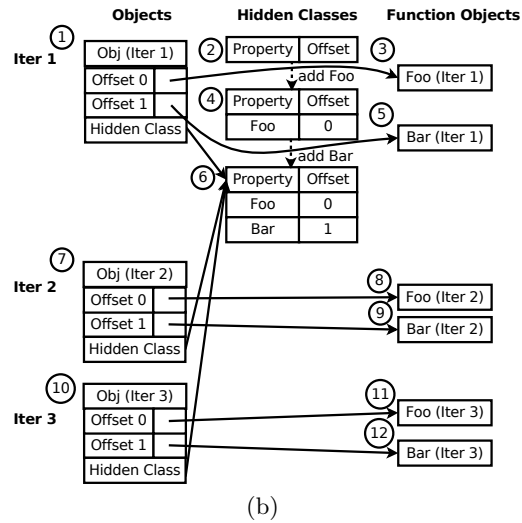 Objects Hidden Classes Function Objects
1 2 3
Iter 1 Obj (Iter 1) Property Offset
Offset 0 add Foo Foo (Iter 1)
Offset 1 4 Property Offset 5
Hidden Class Foo 0 Bar (Iter 1)
add Bar
6 Property Offset
Foo 0
Bar 1
7
Iter 2 Obj (Iter 2) 8
Offset 0 Foo (Iter 2)
9
Offset 1 Bar (Iter 2)
Hidden Class
10
Iter 3 Obj (Iter 3) 11
Offset 0 Foo (Iter 3)
12
Offset 1 Bar (Iter 3)
Hidden Class
(b)